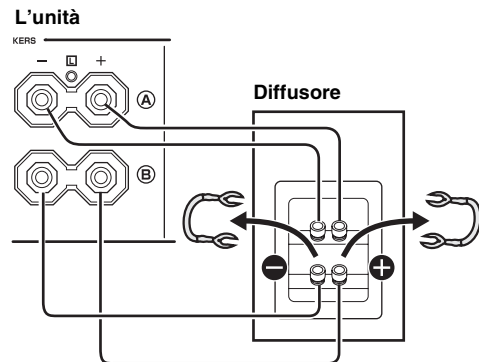 L'unità
KERS
− L +
A
Diffusore
B
− +